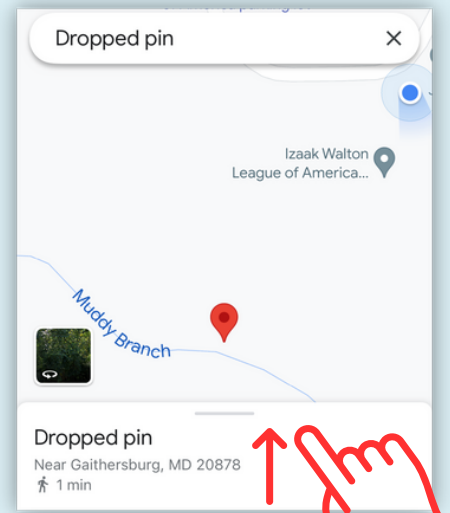 Dropped pin
Izaak Walton
League of America...
Muddy Branch
Dropped pin
Near Gaithersburg, MD 20878
1 min